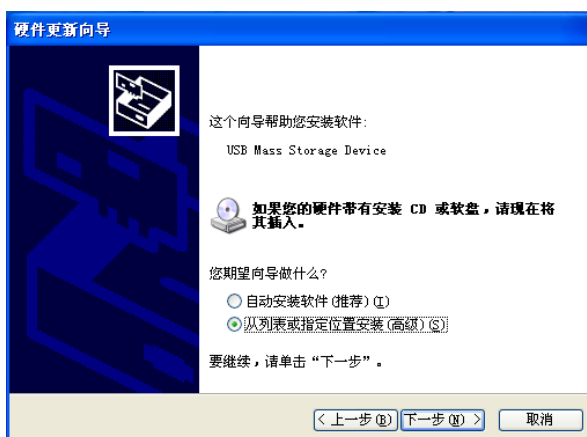 硬件更新向导
这个向导帮助您安装软件:
USB Mass Storage Device
如果您的硬件带有安装 CD 或软盘，请现在将
其插入。
您期望向导做什么?
自动安装软件(推荐)(I)
从列表或指定位置安装(高级)(S)
要继续，请单击“下一步”。
< 上一步(B) 下一步(N) > 取消